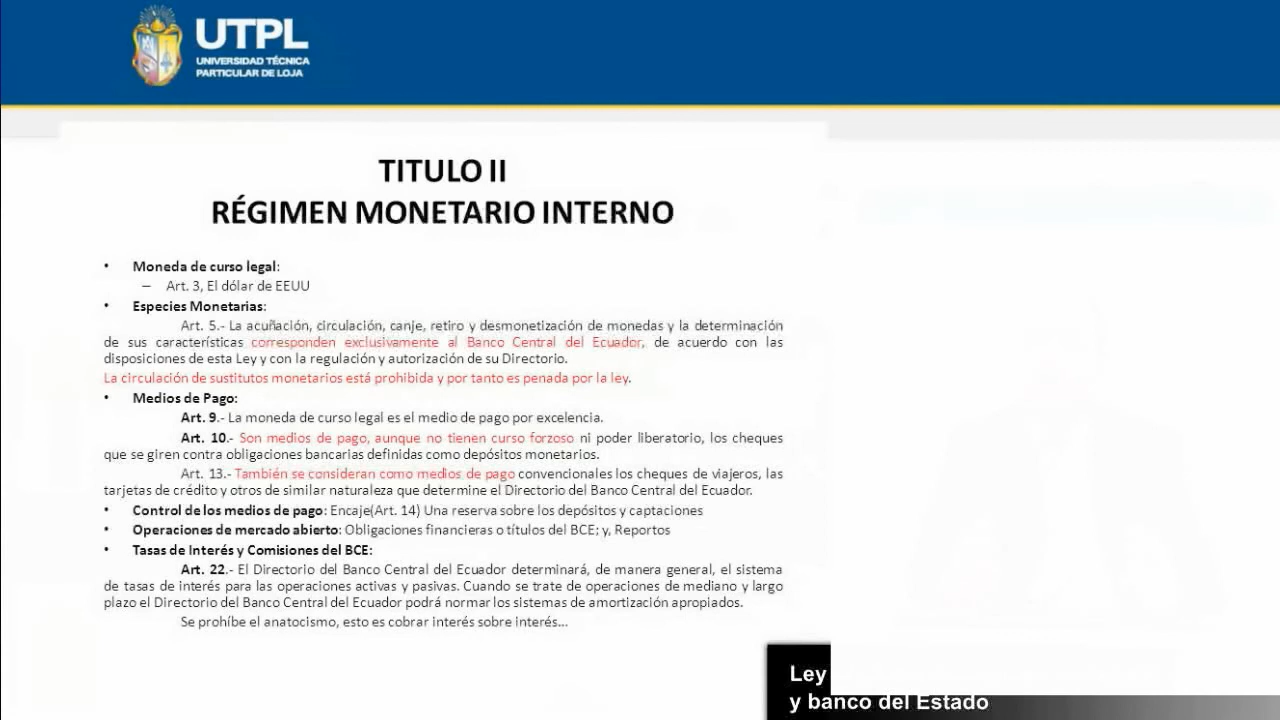 UTPL
UNIVERSIDAD TÉCNICA
PARTICULAR DE LOJA
TITULO II
RÉGIMEN MONETARIO INTERNO
• Moneda de curso legal:
– Art. 3, El dólar de EEUU
• Especies Monetarias:
Art. 5.- La acuñación, circulación, canje, retiro y desmonetización de monedas y la determinación
de sus características corresponden exclusivamente al Banco Central del Ecuador, de acuerdo con las
disposiciones de esta Ley y con la regulación y autorización de su Directorio.
La circulación de sustitutos monetarios está prohibida y por tanto es penada por la ley.
• Medios de Pago:
Art. 9.- La moneda de curso legal es el medio de pago por excelencia.
Art. 10.- Son medios de pago, aunque no tienen curso forzoso ni poder liberatorio, los cheques
que se giren contra obligaciones bancarias definidas como depósitos monetarios.
Art. 13.- También se consideran como medios de pago convencionales los cheques de viajeros, las
tarjetas de crédito y otros de similar naturaleza que determine el Directorio del Banco Central del Ecuador.
• Control de los medios de pago: Encaje(Art. 14) Una reserva sobre los depósitos y captaciones
• Operaciones de mercado abierto: Obligaciones financieras o títulos del BCE; y, Reportos
• Tasas de Interés y Comisiones del BCE:
Art. 22.- El Directorio del Banco Central del Ecuador determinará, de manera general, el sistema
de tasas de interés para las operaciones activas y pasivas. Cuando se trate de operaciones de mediano y largo
plazo el Directorio del Banco Central del Ecuador podrá normar los sistemas de amortización apropiados.
Se prohíbe el anatocismo, esto es cobrar interés sobre interés...
Ley
y banco del Estado